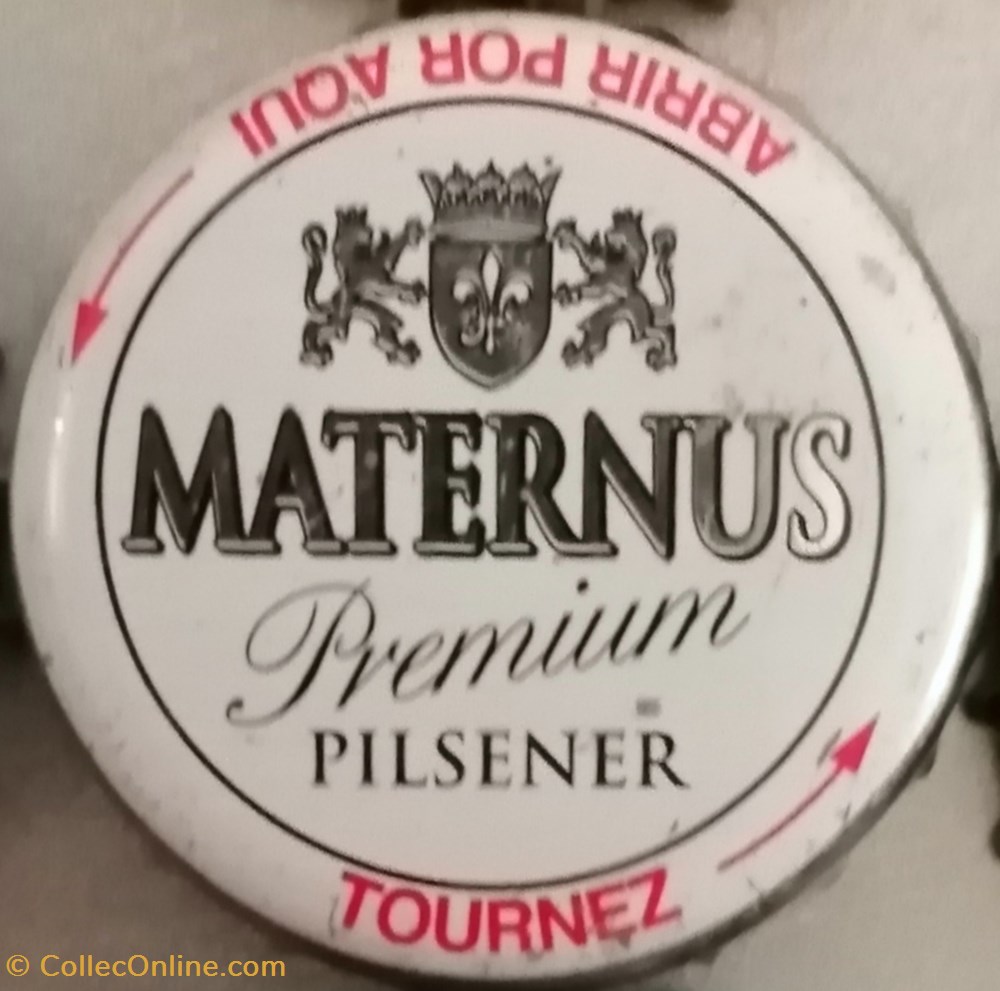 ABRIR POR AQUI
MATERNUS
Premium
PILSENER
TOURNEZ
© CollecOnline.com